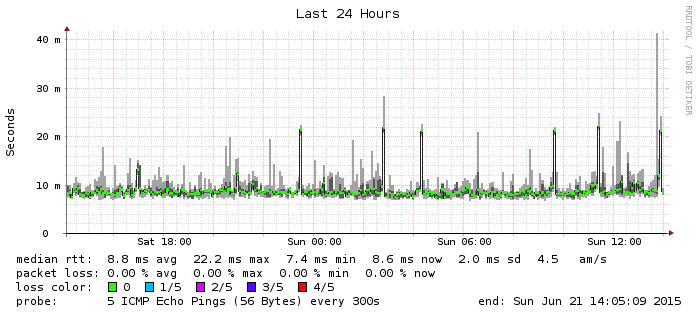 Last 24 Hours
RRDTOOL / TOBI OETIKER
Seconds
40 m
30 m
20 m
10 m
0
Sat 18:00 Sun 00:00 Sun 06:00 Sun 12:00
median rtt: 8.8 ms avg 22.2 ms max 7.4 ms min 8.6 ms now 2.0 ms sd 4.5 am/s
packet loss: 0.00 % avg 0.00 % max 0.00 % min 0.00 % now
loss color: 0 1/5 2/5 3/5 4/5
probe: 5 ICMP Echo Pings (56 Bytes) every 300s end: Sun Jun 21 14:05:09 2015